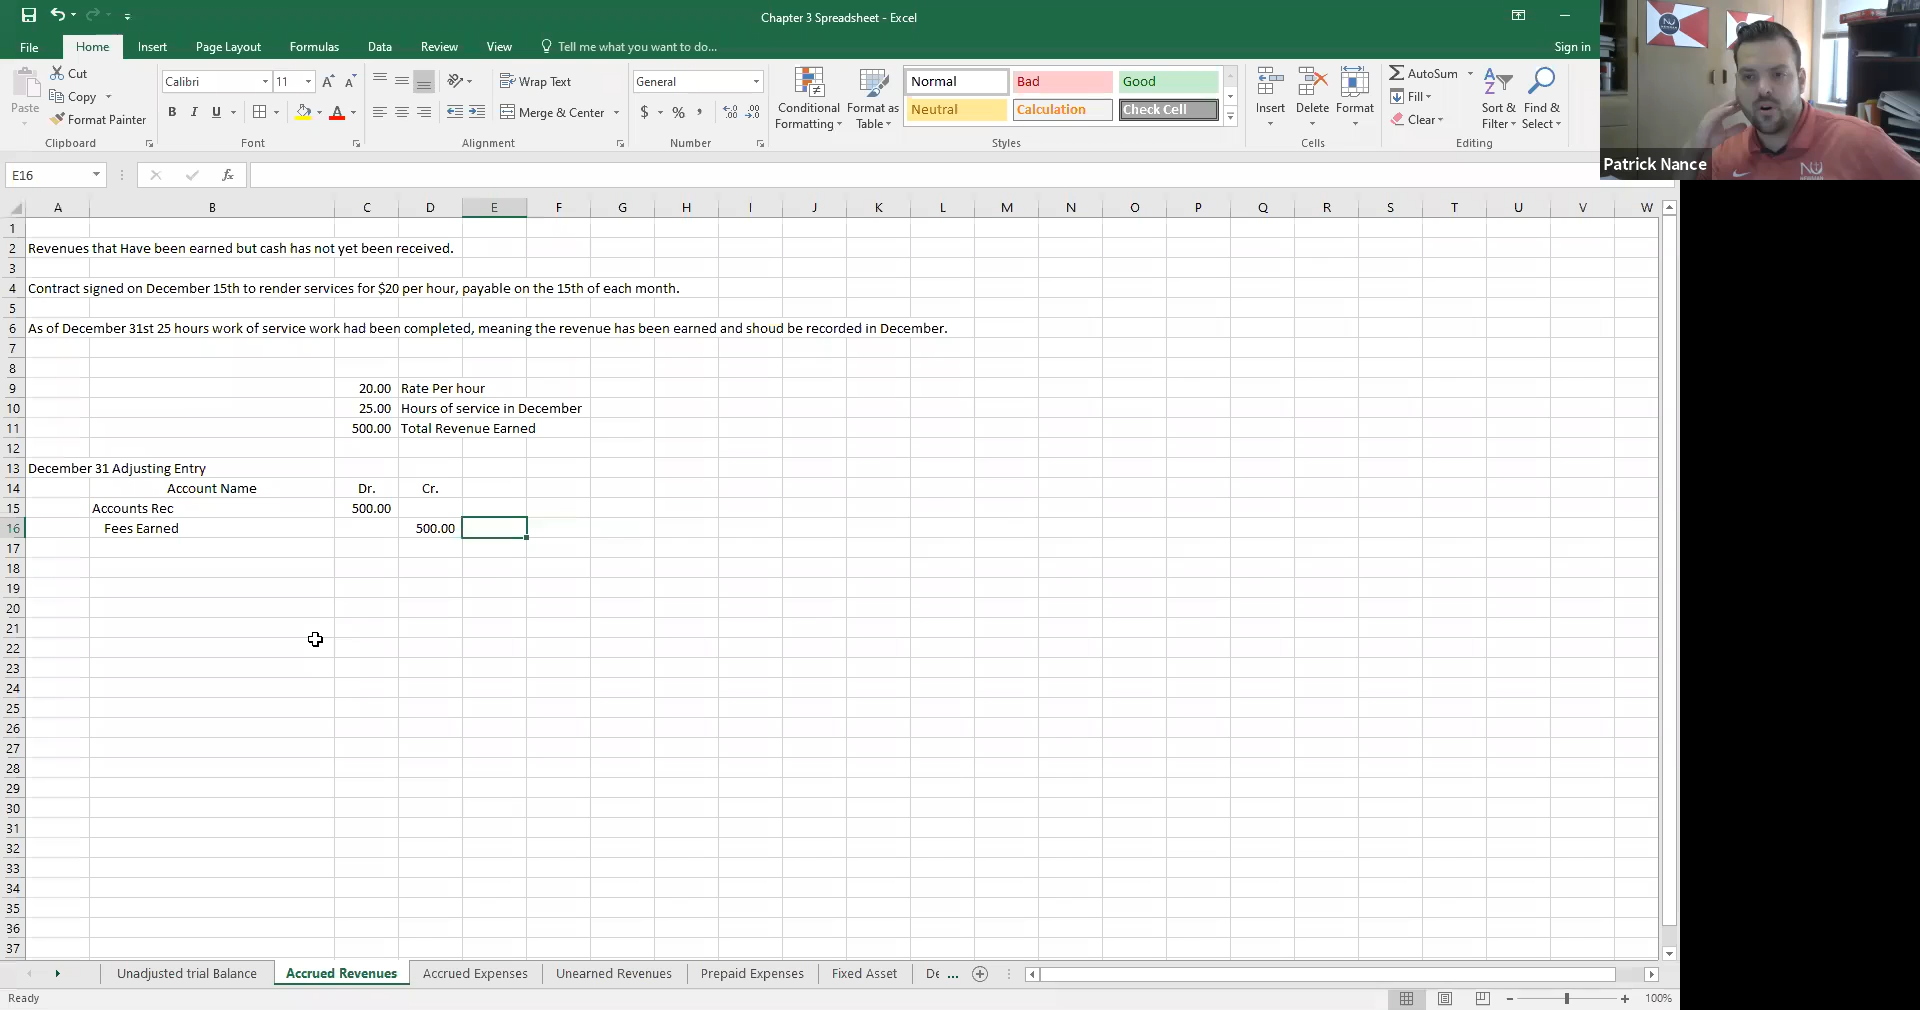 Chapter 3 Spreadsheet - Excel
File Home Insert Page Layout Formulas Data Review View Tell me what you want to do... Sign in
Paste Cut Copy Format Painter Clipboard
Calibri 11 B I U A Font
Wrap Text Merge & Center Alignment
General $ % , Number
Conditional Formatting Format as Table Normal Bad Good Neutral Calculation Check Cell Styles
Insert Delete Format Cells
AutoSum Fill Clear Sort & Filter Find & Select Editing
Patrick Nance
NU
E16 fx
A B C D E F G H I J K L M N O P Q R S T U V W
1
2 Revenues that Have been earned but cash has not yet been received.
3
4 Contract signed on December 15th to render services for $20 per hour, payable on the 15th of each month.
5
6 As of December 31st 25 hours work of service work had been completed, meaning the revenue has been earned and shoud be recorded in December.
7
8
9 20.00 Rate Per hour
10 25.00 Hours of service in December
11 500.00 Total Revenue Earned
12
13 December 31 Adjusting Entry
14 Account Name Dr. Cr.
15 Accounts Rec 500.00
16 Fees Earned 500.00
17
18
19
20
21
22
23
24
25
26
27
28
29
30
31
32
33
34
35
36
37
Unadjusted trial Balance Accrued Revenues Accrued Expenses Unearned Revenues Prepaid Expenses Fixed Asset De ...
Ready 100%